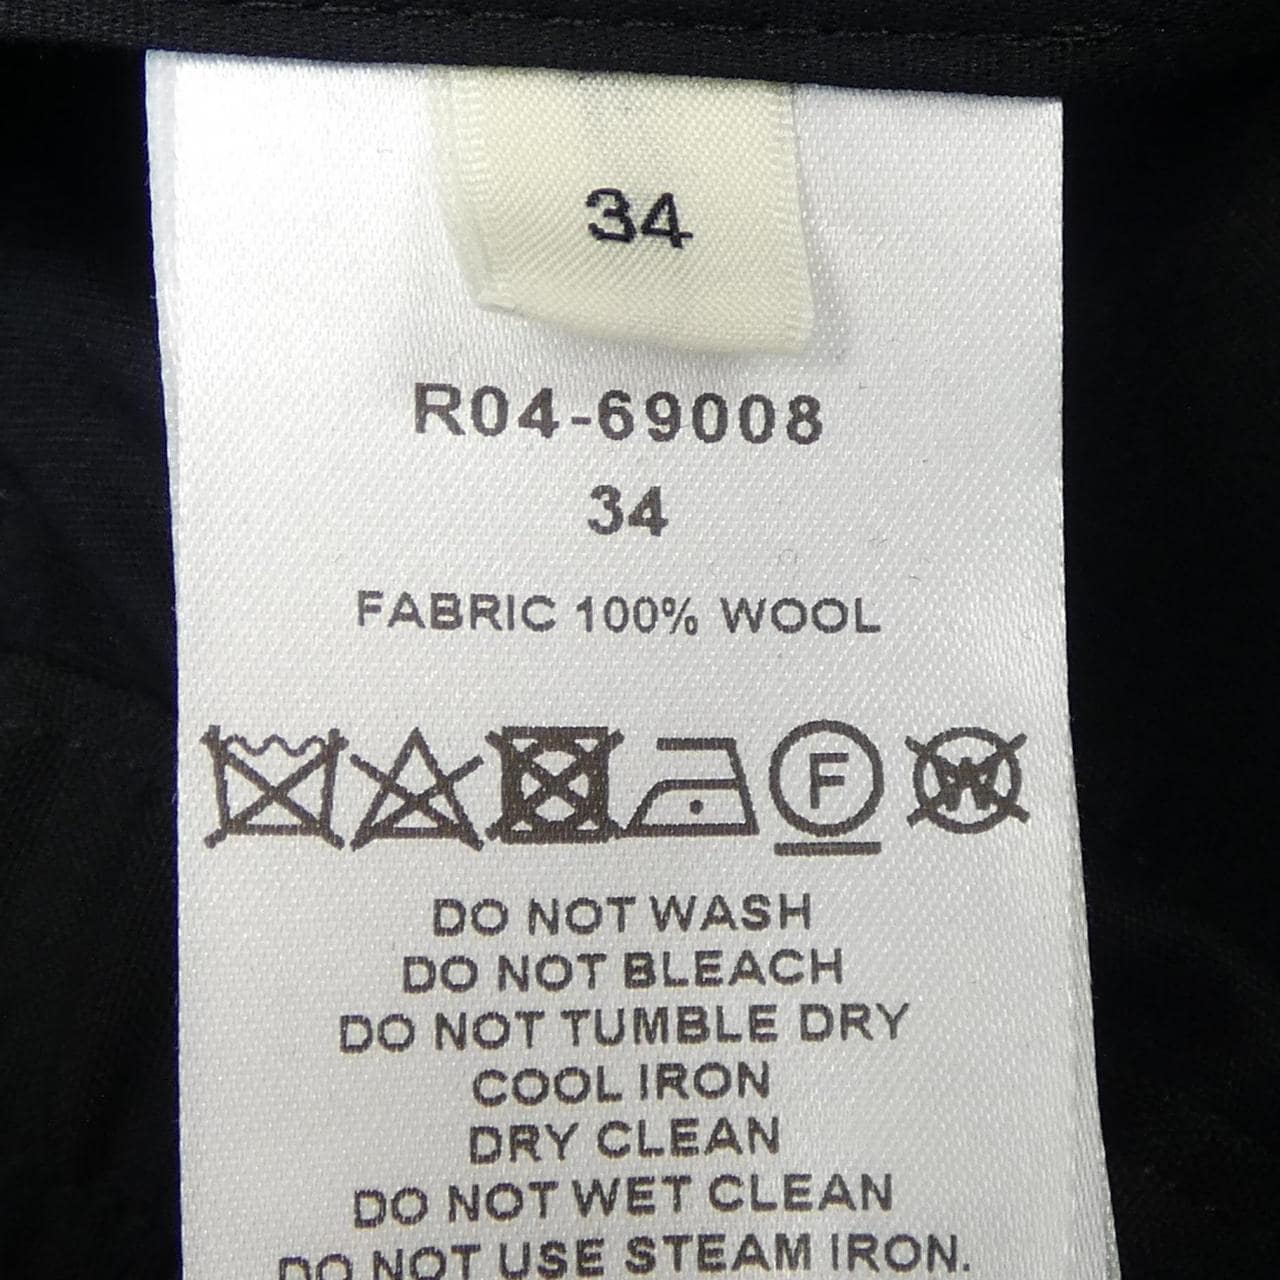 34
R04-69008
34
FABRIC 100% WOOL
F W
DO NOT WASH
DO NOT BLEACH
DO NOT TUMBLE DRY
COOL IRON
DRY CLEAN
DO NOT WET CLEAN
DO NOT USE STEAM IRON.